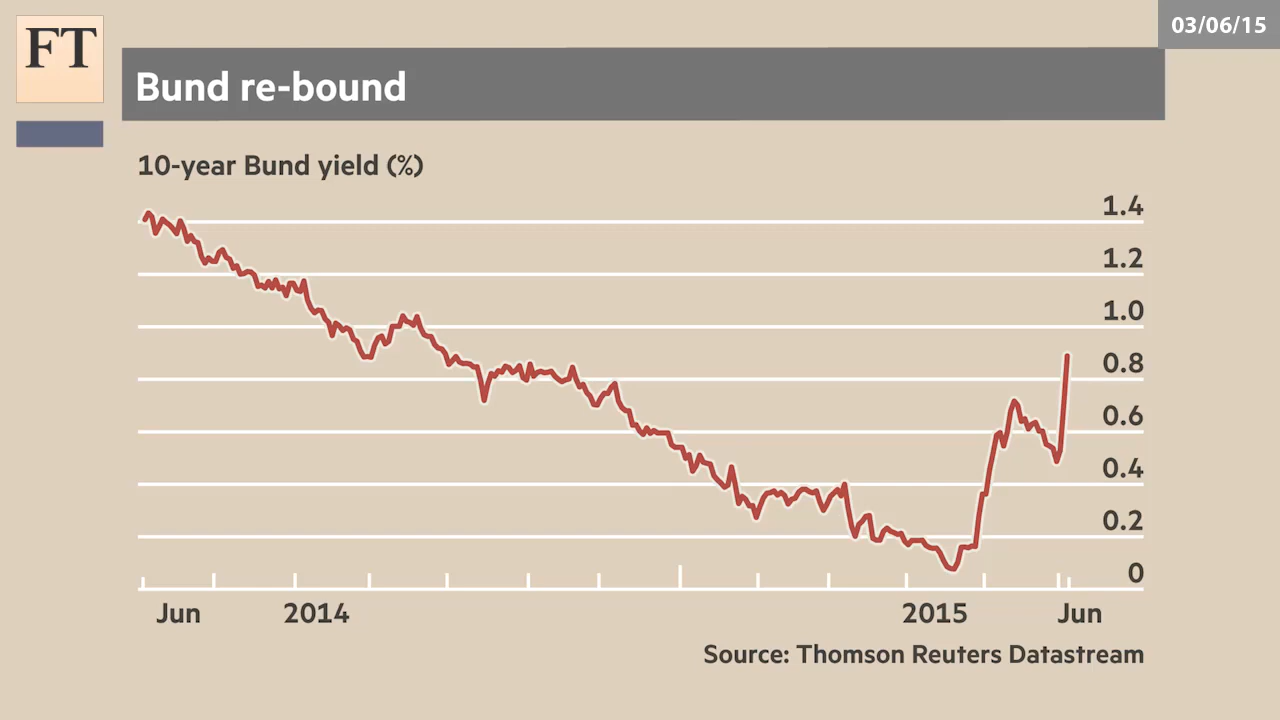 FT
03/06/15
Bund re-bound
10-year Bund yield (%)
1.4
1.2
1.0
0.8
0.6
0.4
0.2
0
Jun 2014 2015 Jun
Source: Thomson Reuters Datastream